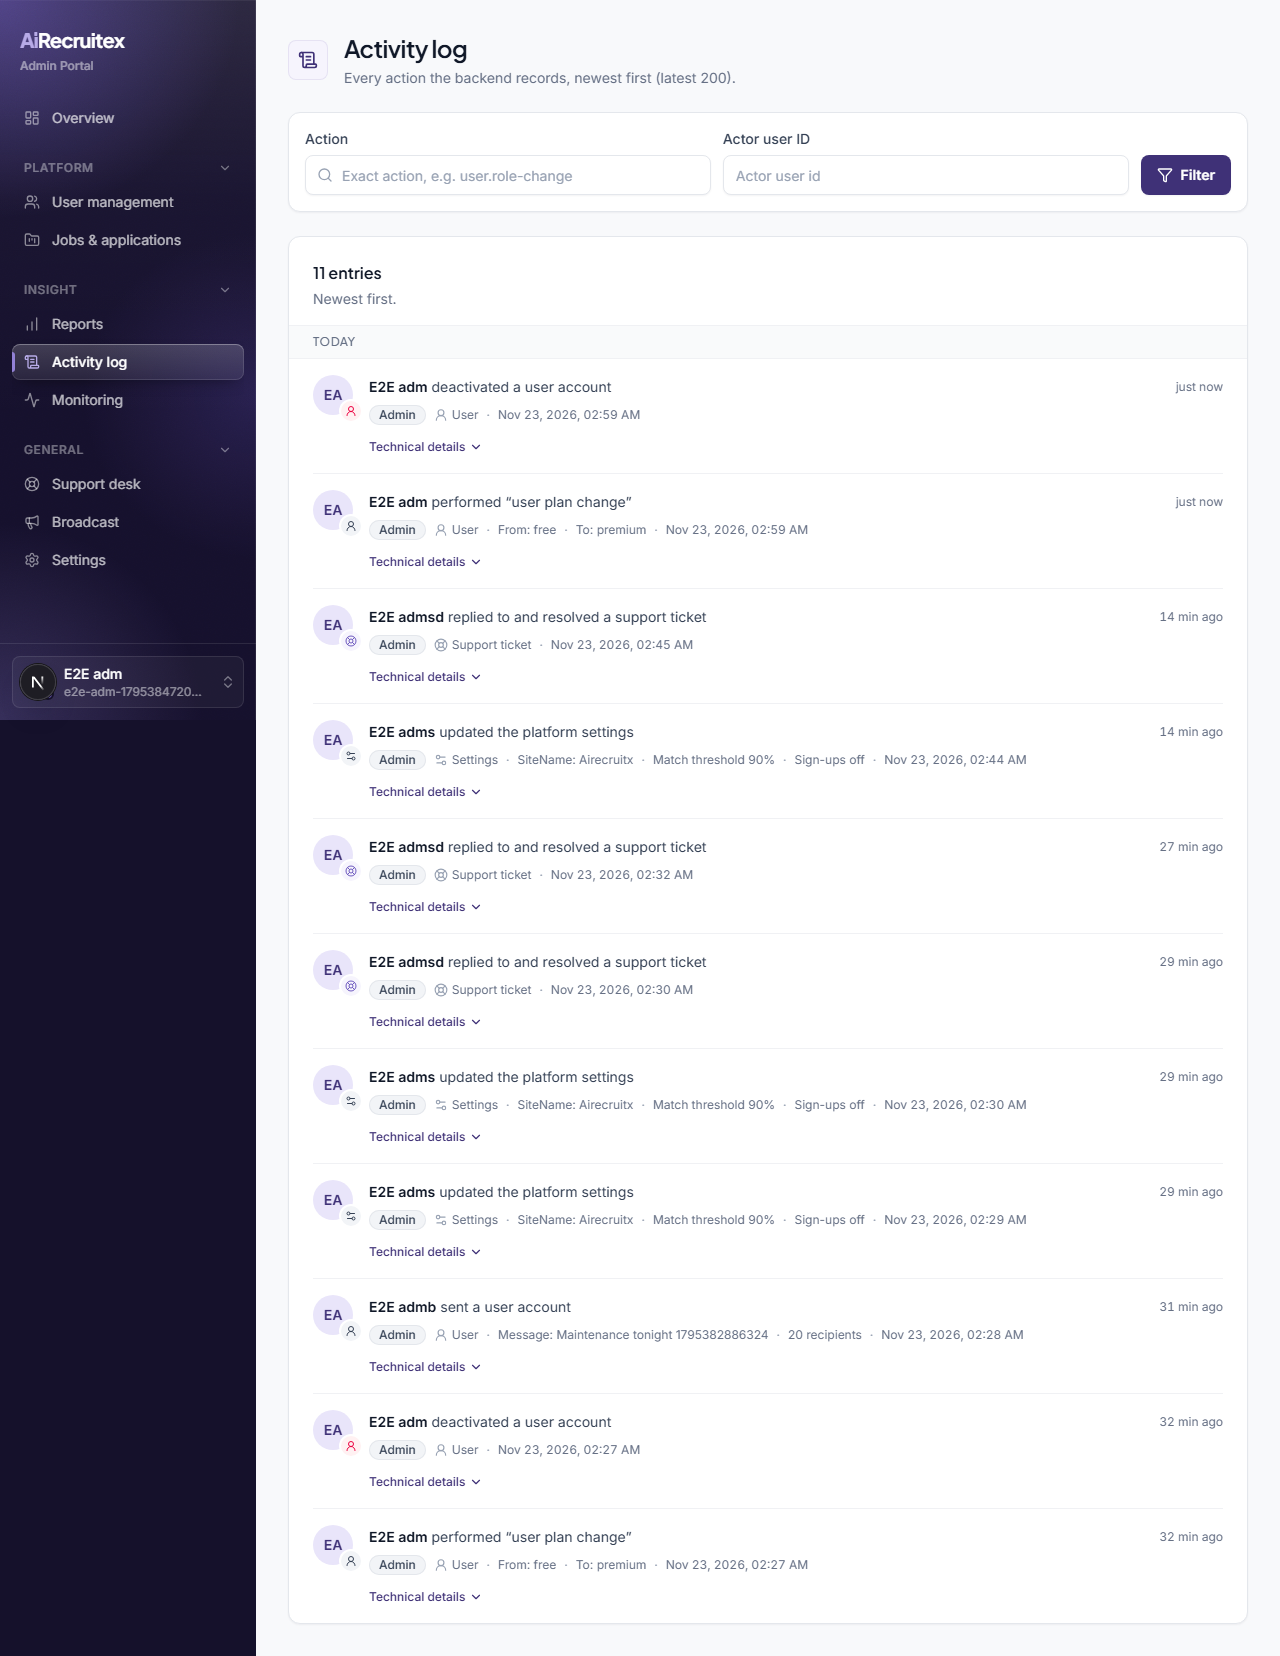 AiRecruitex
Admin Portal
Overview
PLATFORM
User management
Jobs & applications
INSIGHT
Reports
Activity log
Monitoring
GENERAL
Support desk
Broadcast
Settings
N
E2E adm
e2e-adm-1795384720...
Activity log
Every action the backend records, newest first (latest 200).
Action
Exact action, e.g. user.role-change
Actor user ID
Actor user id
Filter
11 entries
Newest first.
TODAY
EA
E2E adm deactivated a user account
just now
Admin User · Nov 23, 2026, 02:59 AM
Technical details
EA
E2E adm performed “user plan change”
just now
Admin User · From: free · To: premium · Nov 23, 2026, 02:59 AM
Technical details
EA
E2E admsd replied to and resolved a support ticket
14 min ago
Admin Support ticket · Nov 23, 2026, 02:45 AM
Technical details
EA
E2E adms updated the platform settings
14 min ago
Admin Settings · SiteName: Airecruitx · Match threshold 90% · Sign-ups off · Nov 23, 2026, 02:44 AM
Technical details
EA
E2E admsd replied to and resolved a support ticket
27 min ago
Admin Support ticket · Nov 23, 2026, 02:32 AM
Technical details
EA
E2E admsd replied to and resolved a support ticket
29 min ago
Admin Support ticket · Nov 23, 2026, 02:30 AM
Technical details
EA
E2E adms updated the platform settings
29 min ago
Admin Settings · SiteName: Airecruitx · Match threshold 90% · Sign-ups off · Nov 23, 2026, 02:30 AM
Technical details
EA
E2E adms updated the platform settings
29 min ago
Admin Settings · SiteName: Airecruitx · Match threshold 90% · Sign-ups off · Nov 23, 2026, 02:29 AM
Technical details
EA
E2E admb sent a user account
31 min ago
Admin User · Message: Maintenance tonight 1795382886324 · 20 recipients · Nov 23, 2026, 02:28 AM
Technical details
EA
E2E adm deactivated a user account
32 min ago
Admin User · Nov 23, 2026, 02:27 AM
Technical details
EA
E2E adm performed “user plan change”
32 min ago
Admin User · From: free · To: premium · Nov 23, 2026, 02:27 AM
Technical details